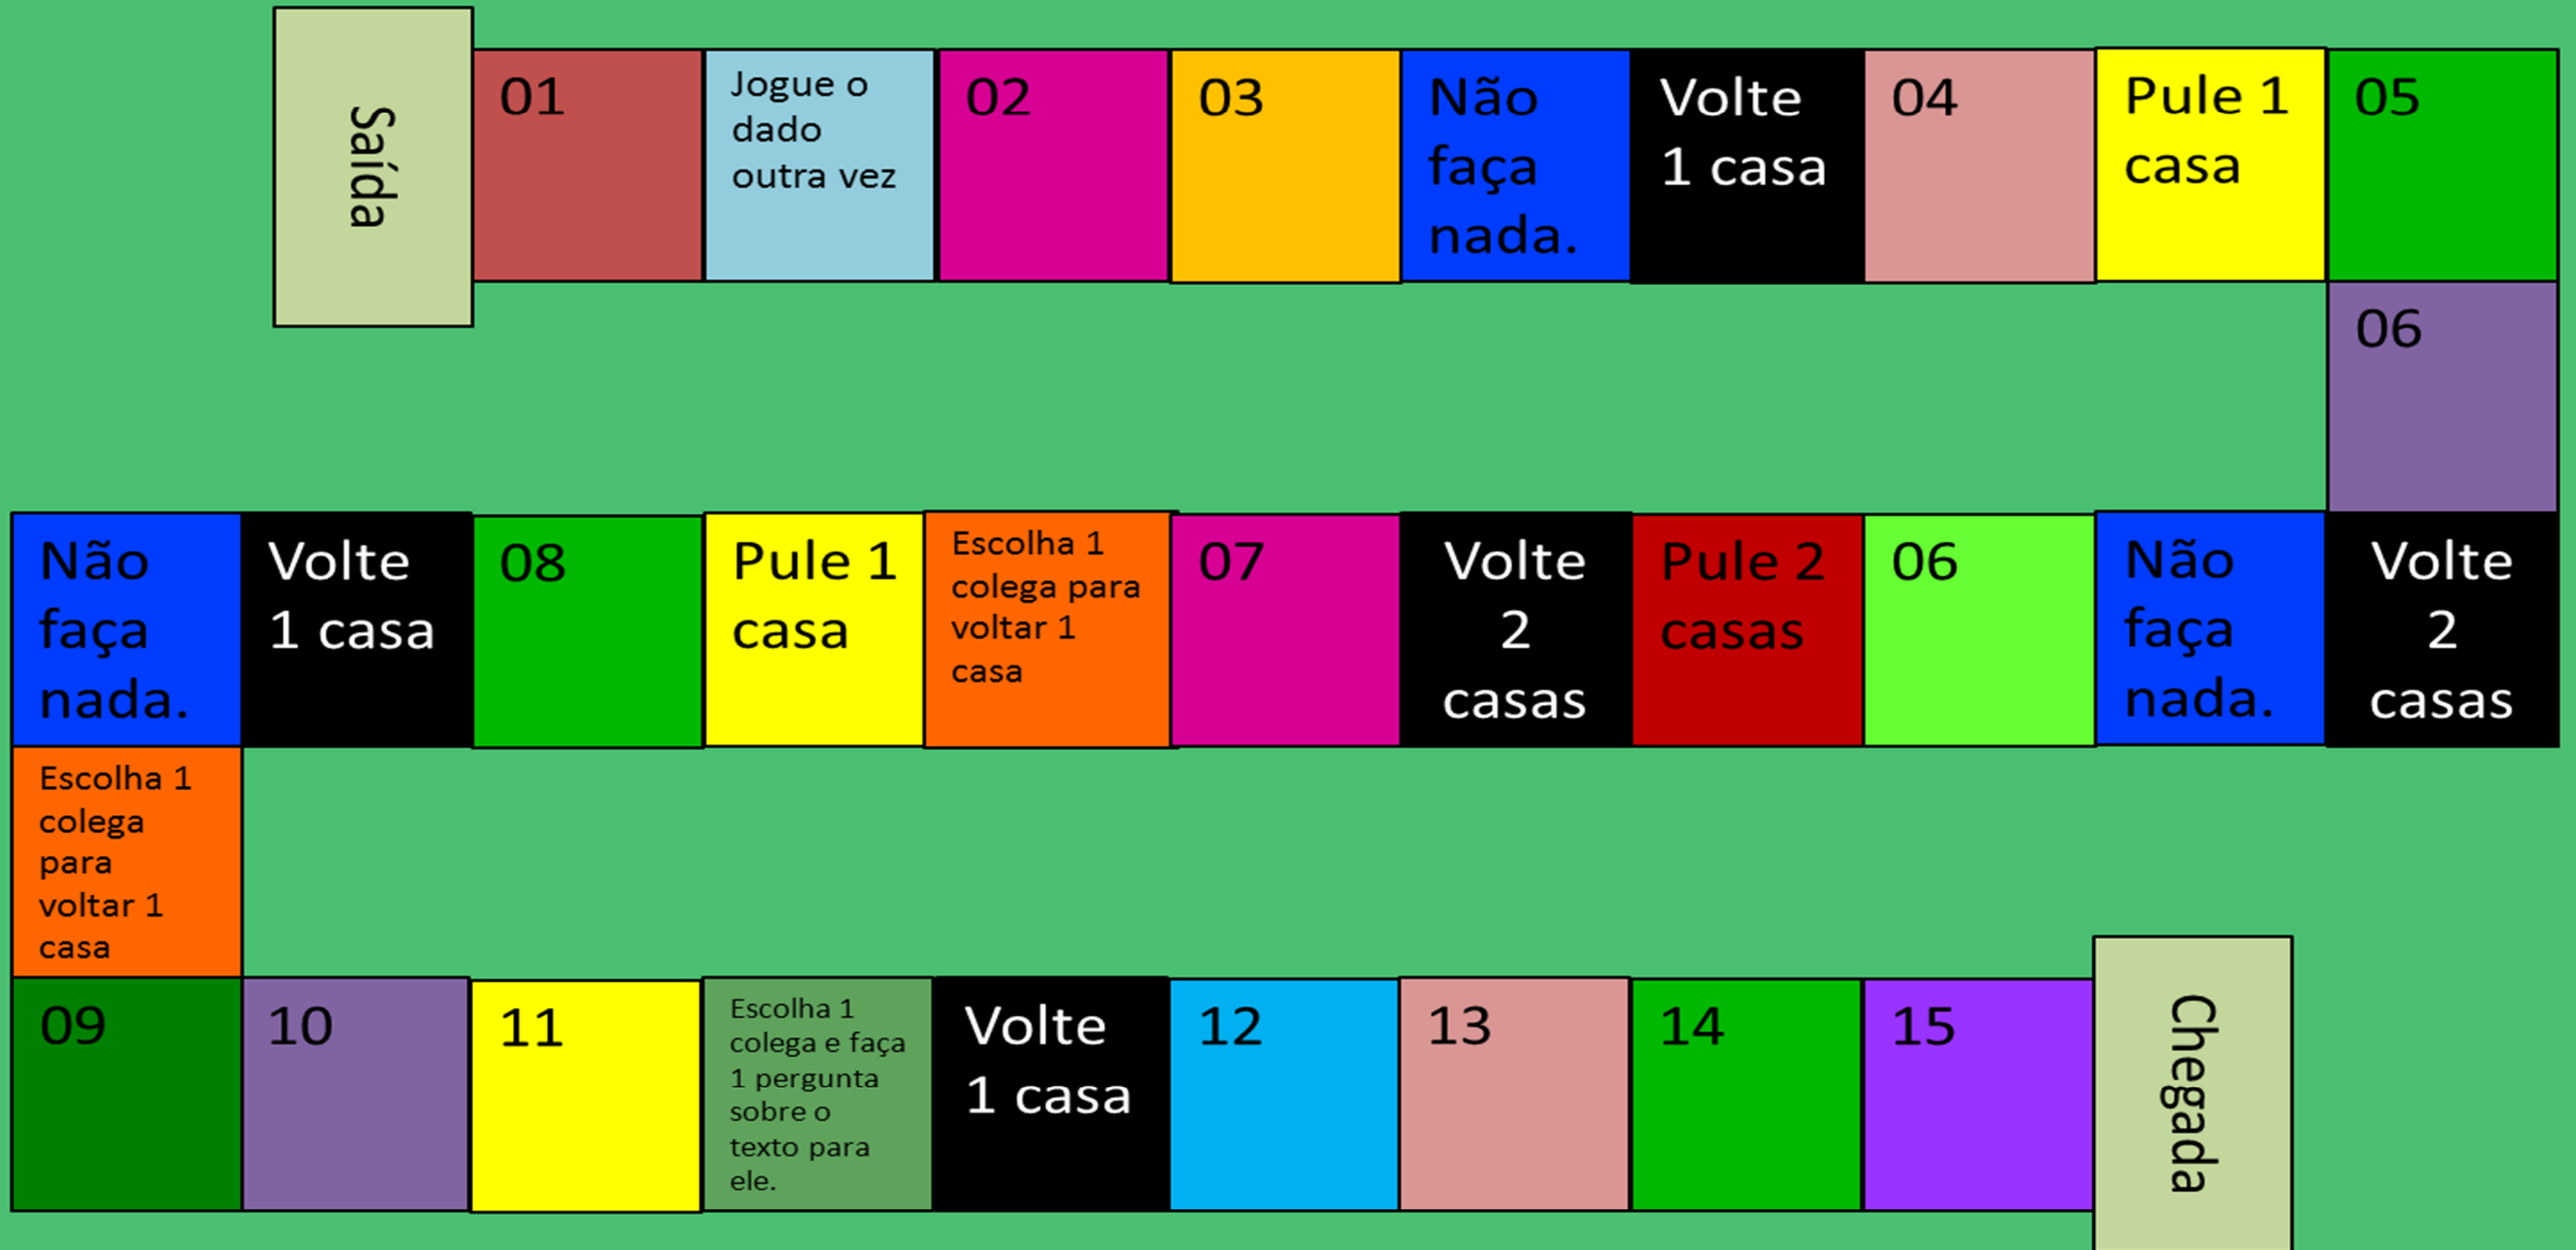 Saída
01
Jogue o
dado
outra vez
02
03
Não
faça
nada.
Volte
1 casa
04
Pule 1
casa
05
06
Não
faça
nada.
Volte
1 casa
08
Pule 1
casa
Escolha 1
colega para
voltar 1
casa
07
Volte
2
casas
Pule 2
casas
06
Não
faça
nada.
Volte
2
casas
Escolha 1
colega
para
voltar 1
casa
09
10
11
Escolha 1
colega e faça
1 pergunta
sobre o
texto para
ele.
Volte
1 casa
12
13
14
15
Chegada